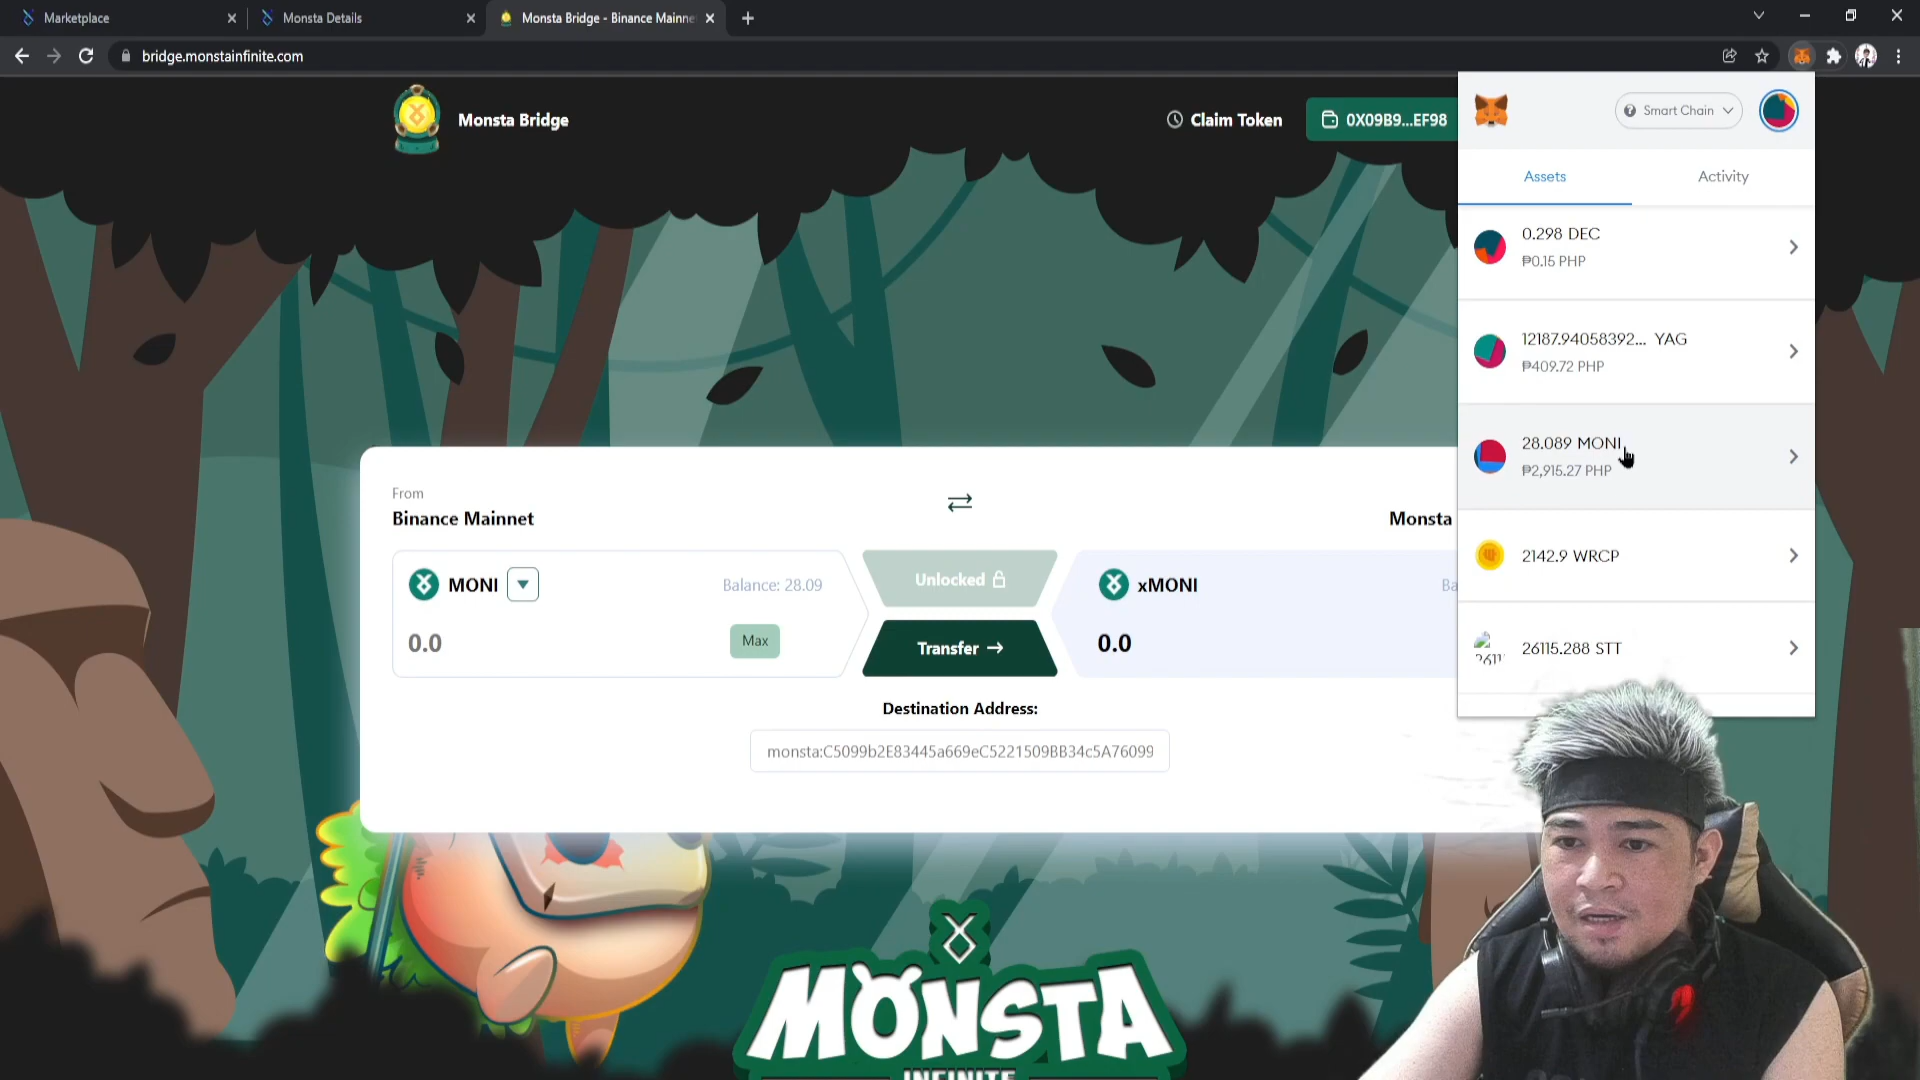 Marketplace
Monsta Details
Monsta Bridge - Binance Mainne
bridge.monstainfinite.com
Monsta Bridge
Claim Token
0X09B9...EF98
Smart Chain
Assets
Activity
0.298 DEC
₱0.15 PHP
12187.94058392... YAG
₱409.72 PHP
28.089 MONI
₱2,915.27 PHP
2142.9 WRCP
26115.288 STT
From
Binance Mainnet
Monsta
MONI
Balance: 28.09
0.0
Max
Unlocked
Transfer →
xMONI
Ba
0.0
Destination Address:
monsta:C5099b2E83445a669eC5221509BB34c5A76099
MONSTA
INFINITE